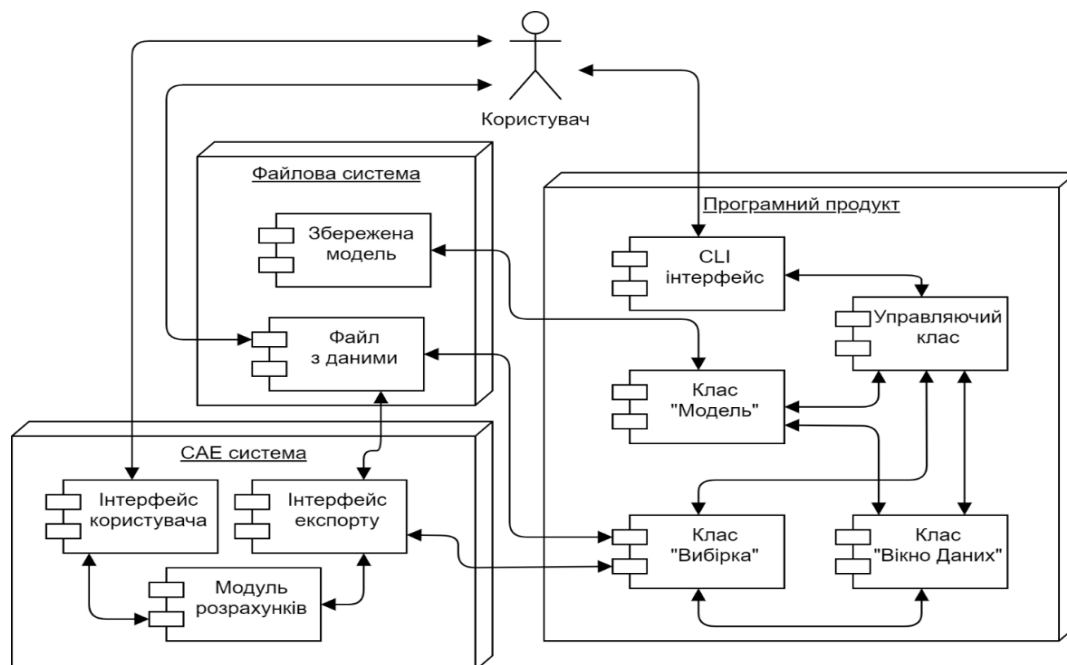 Користувач
Файлова система
Збережена
модель
Файл
з даними
Програмний продукт
CLI
інтерфейс
Управляючий
клас
Клас
"Модель"
Клас
"Вибірка"
Клас
"Вікно Даних"
CAE система
Інтерфейс
користувача
Інтерфейс
експорту
Модуль
розрахунків